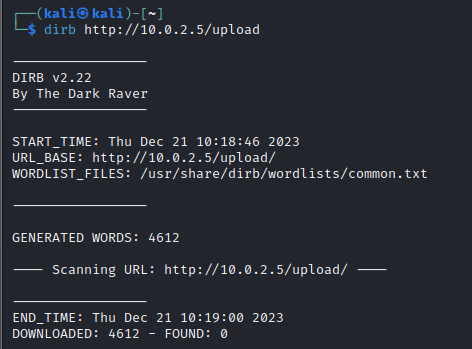 ┌──(kali㉿kali)-[~]
└─$ dirb http://10.0.2.5/upload
-----------------
DIRB v2.22
By The Dark Raver
-----------------
START_TIME: Thu Dec 21 10:18:46 2023
URL_BASE: http://10.0.2.5/upload/
WORDLIST_FILES: /usr/share/dirb/wordlists/common.txt
-----------------
GENERATED WORDS: 4612
---- Scanning URL: http://10.0.2.5/upload/ ----
-----------------
END_TIME: Thu Dec 21 10:19:00 2023
DOWNLOADED: 4612 - FOUND: 0